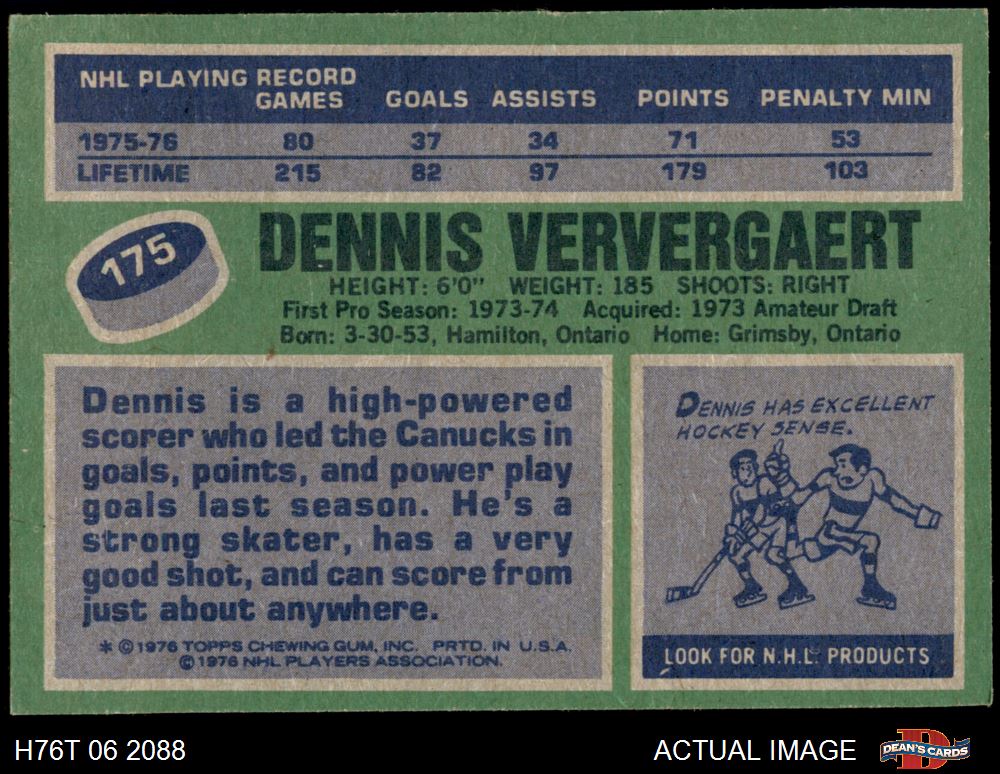 NHL PLAYING RECORD
GAMES GOALS ASSISTS POINTS PENALTY MIN
1975-76 80 37 34 71 53
LIFETIME 215 82 97 179 103
175
DENNIS VERVERGAERT
HEIGHT: 6'0" WEIGHT: 185 SHOOTS: RIGHT
First Pro Season: 1973-74 Acquired: 1973 Amateur Draft
Born: 3-30-53, Hamilton, Ontario Home: Grimsby, Ontario
Dennis is a high-powered
scorer who led the Canucks in
goals, points, and power play
goals last season. He's a
strong skater, has a very
good shot, and can score from
just about anywhere.
* © 1976 TOPPS CHEWING GUM, INC. PRTD. IN U.S.A.
© 1976 NHL PLAYERS ASSOCIATION.
DENNIS HAS EXCELLENT
HOCKEY SENSE.
LOOK FOR N.H.L. PRODUCTS
H76T 06 2088
ACTUAL IMAGE
DEAN'S CARDS